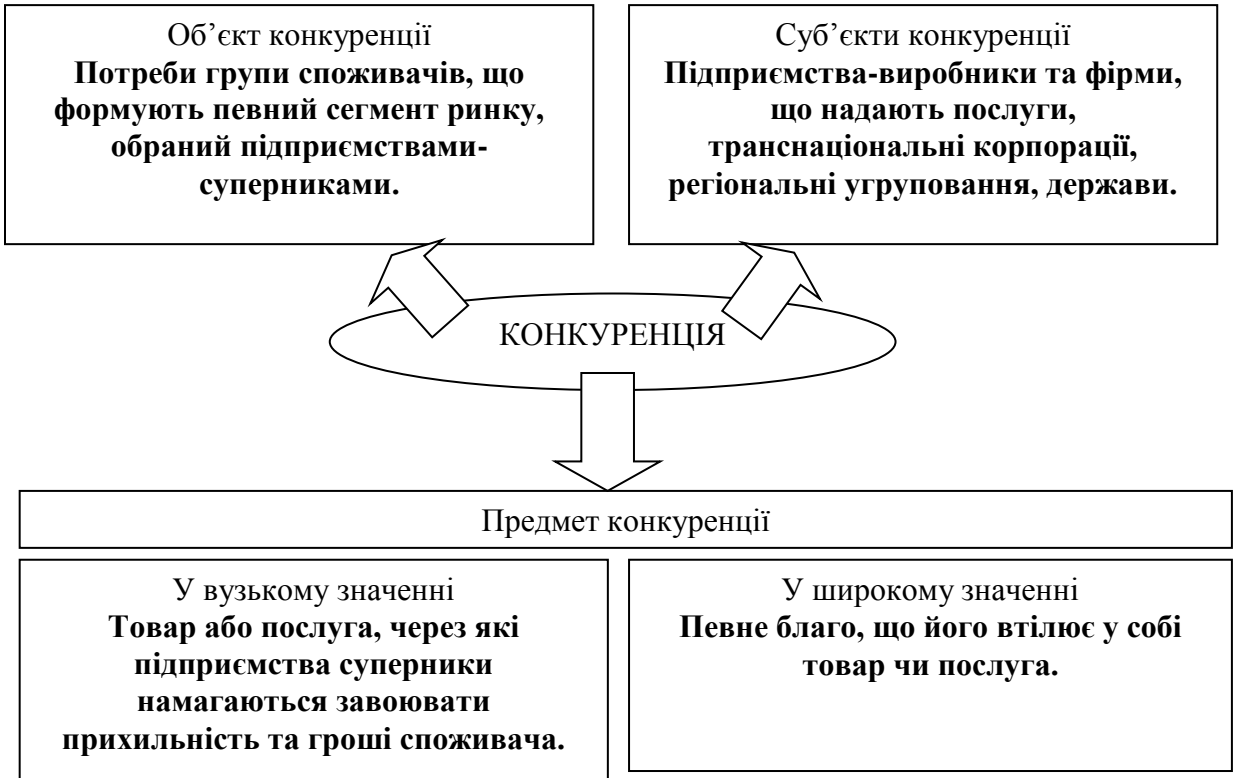 Об’єкт конкуренції
Потреби групи споживачів, що
формують певний сегмент ринку,
обраний підприємствами-
суперниками.
Суб’єкти конкуренції
Підприємства-виробники та фірми,
що надають послуги,
транснаціональні корпорації,
регіональні угруповання, держави.
КОНКУРЕНЦІЯ
Предмет конкуренції
У вузькому значенні
Товар або послуга, через які
підприємства суперники
намагаються завоювати
прихильність та гроші споживача.
У широкому значенні
Певне благо, що його втілює у собі
товар чи послуга.